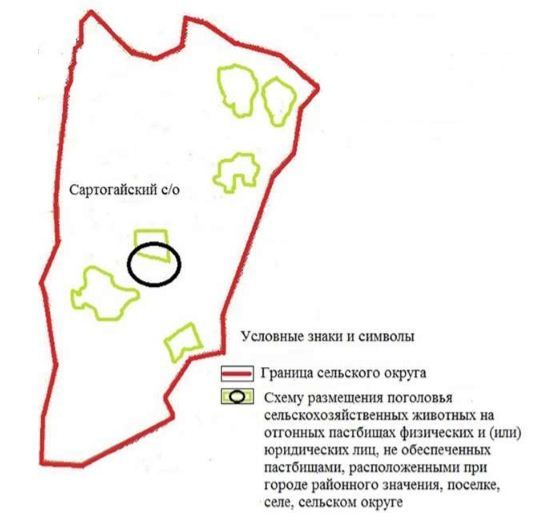 Сартогайский с/о
Условные знаки и символы
Граница сельского округа
Схему размещения поголовья
сельскохозяйственных животных на
отгонных пастбищах физических и (или)
юридических лиц, не обеспеченных
пастбищами, расположенными при
городе районного значения, поселке,
селе, сельском округе